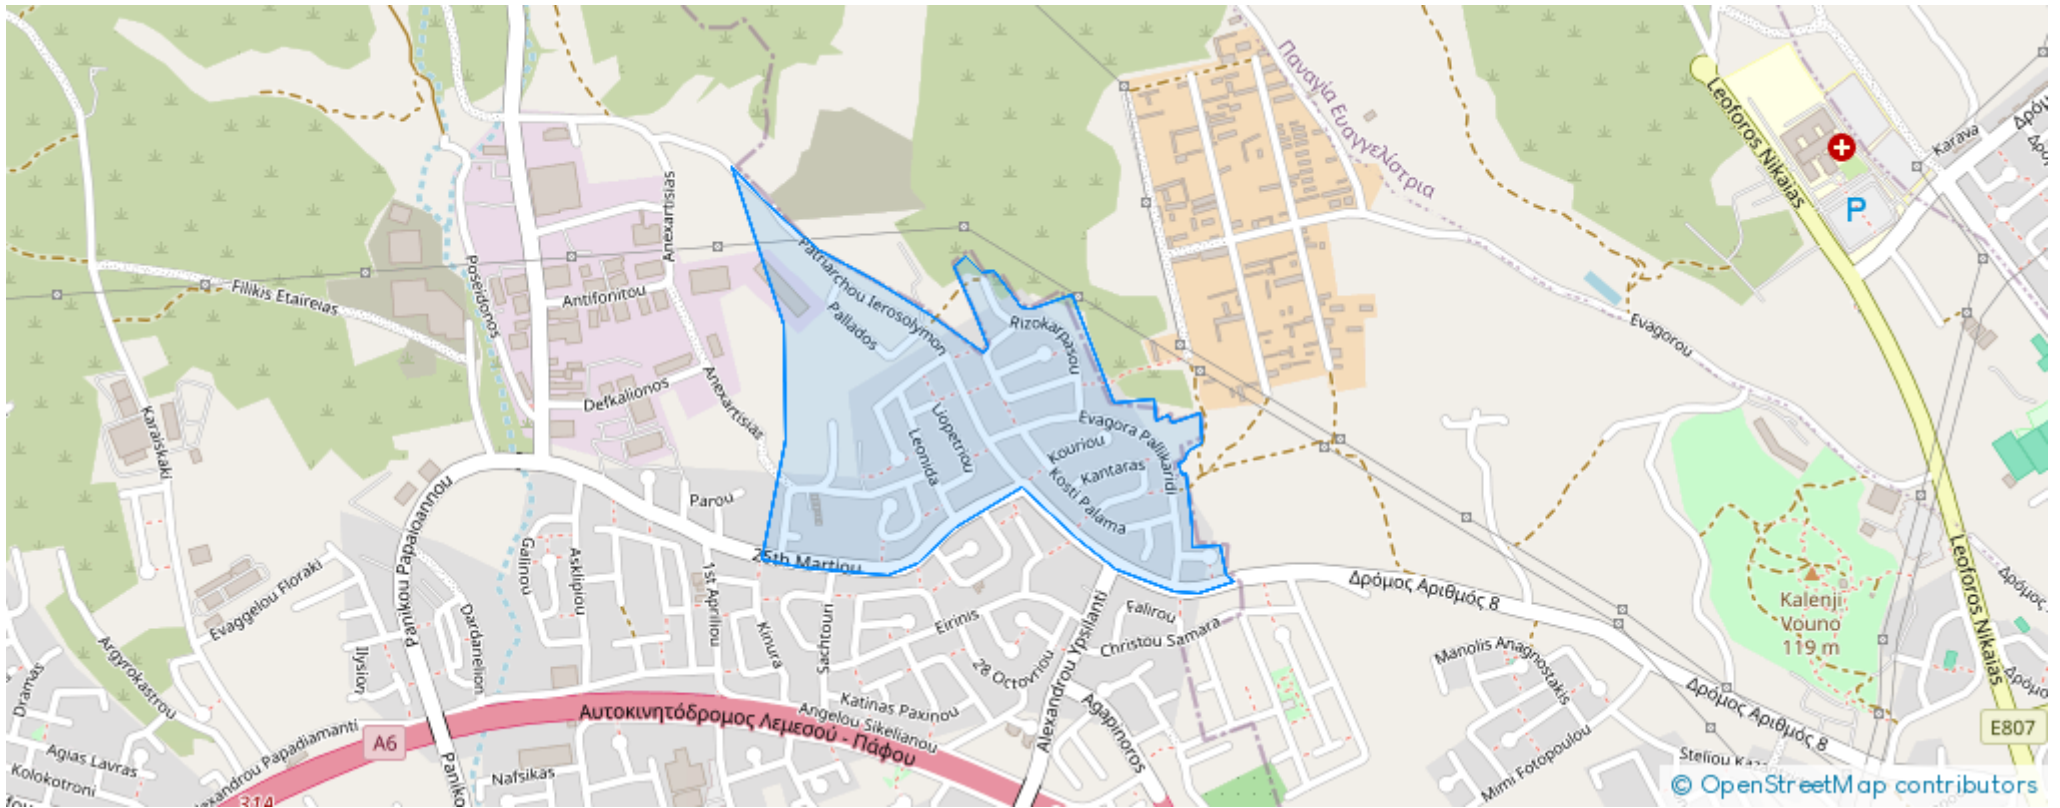 Παναγία Ευαγγελίστρια
Leoforos Nikaias
Karava
P
Patriarchou Ierosolymon
Anexartisias
Poseidonos
Filikis Etaireias
Antifonitou
Pallados
Rizokarpasou
Evagorou
Defkalionos
Anexartisias
Karaiskaki
Liopetriou
Leonida
Evagora Pallikaridi
Kouriou
Kantaras
Kosti Palama
Parou
Panikou Papaioannou
25th Martiou
Galinou
Asklipiou
1st Apriliou
Evaggelou Floraki
Dardanelion
Ilysion
Kinura
Sachtouri
Eirinis
28 Octovriou
Alexandrou Ypsilanti
Falirou
Christou Samara
Δρόμος Αριθμός 8
Kalenji
Vouno
119 m
Leoforos Nikaias
Manolis Anagnostakis
Δρόμος Αριθμός 8
Argyrokastrou
Dramas
Katinas Paxinou
Angelou Sikelianou
Agapinoros
Αυτοκινητόδρομος Λεμεσού - Πάφου
A6
Agias Lavras
Kolokotroni
Nafsikas
Mimi Fotopoulou
E807
© OpenStreetMap contributors